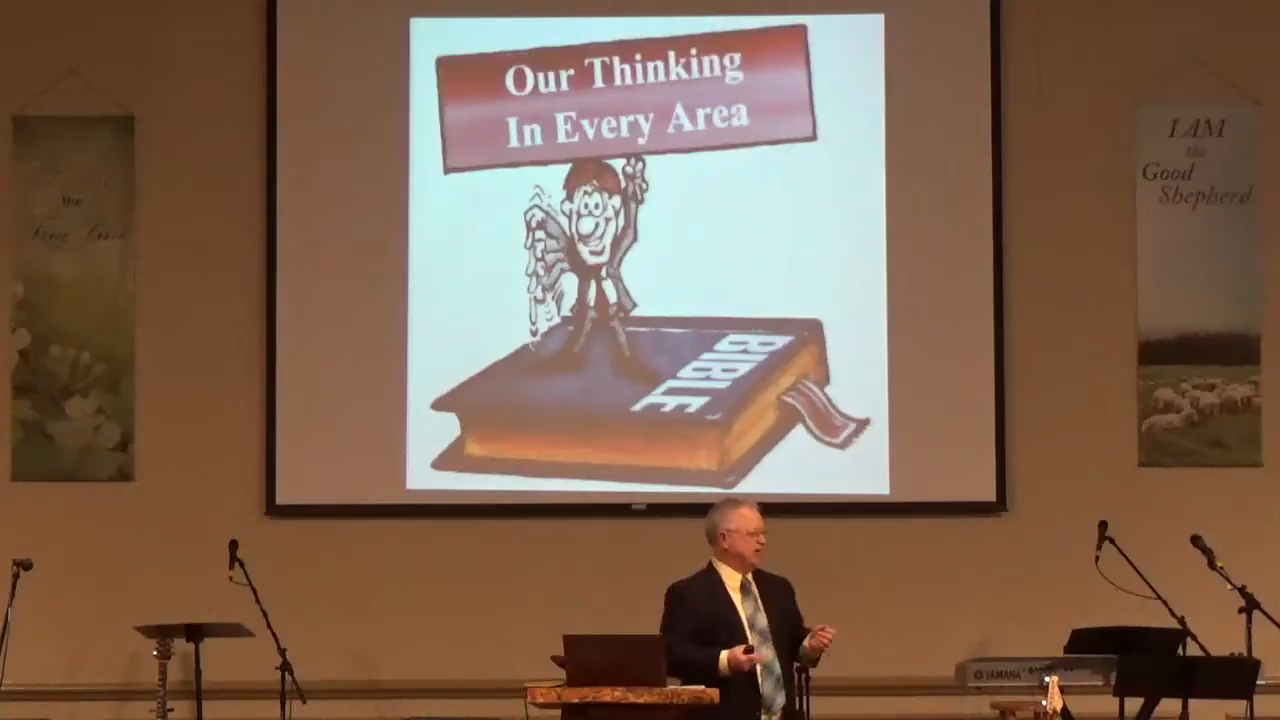 Our Thinking
In Every Area
BIBLE
the
I AM
the
Good
Shepherd
YAMAHA